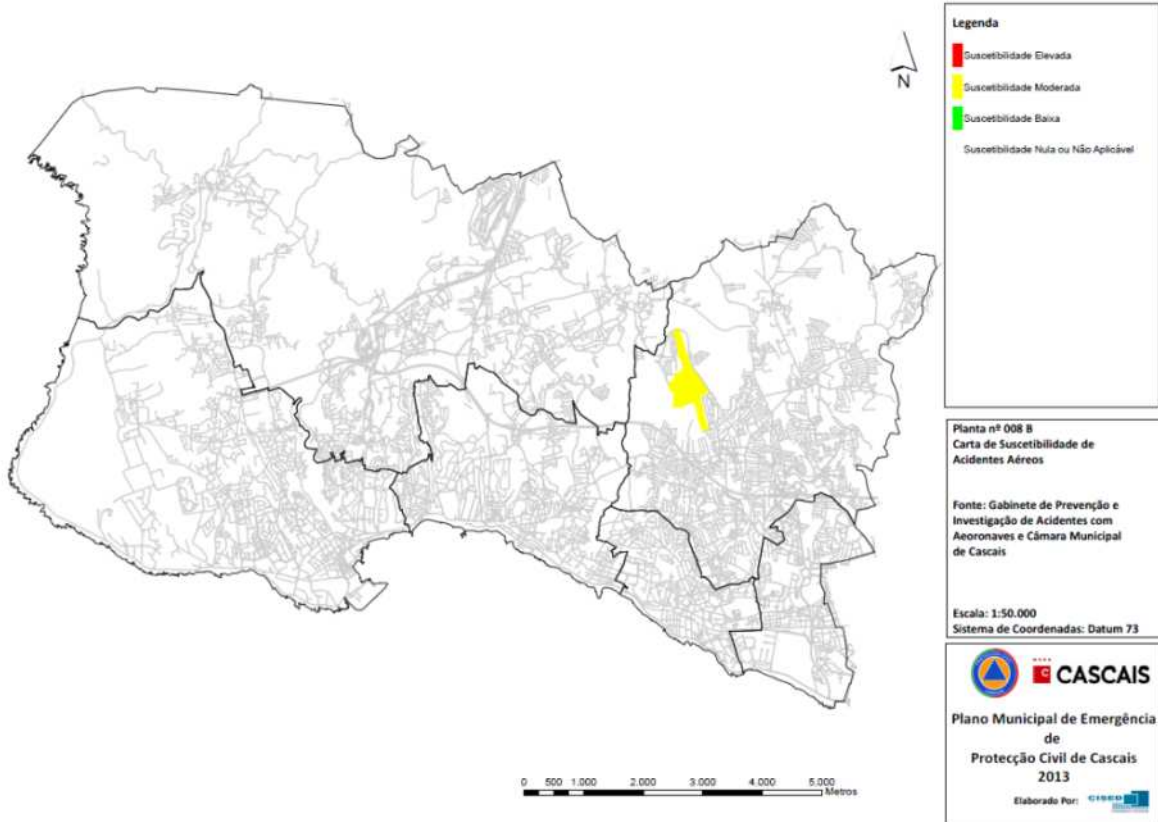 N
Legenda
Suscetibilidade Elevada
Suscetibilidade Moderada
Suscetibilidade Baixa
Suscetibilidade Nula ou Não Aplicável
Planta nº 008 B
Carta de Suscetibilidade de
Acidentes Aéreos
Fonte: Gabinete de Prevenção e
Investigação de Acidentes com
Aeoronaves e Câmara Municipal
de Cascais
Escala: 1:50.000
Sistema de Coordenadas: Datum 73
C CASCAIS
Plano Municipal de Emergência
de
Protecção Civil de Cascais
2013
Elaborado Por: CISED
0 500 1.000 2.000 3.000 4.000 5.000
Metros